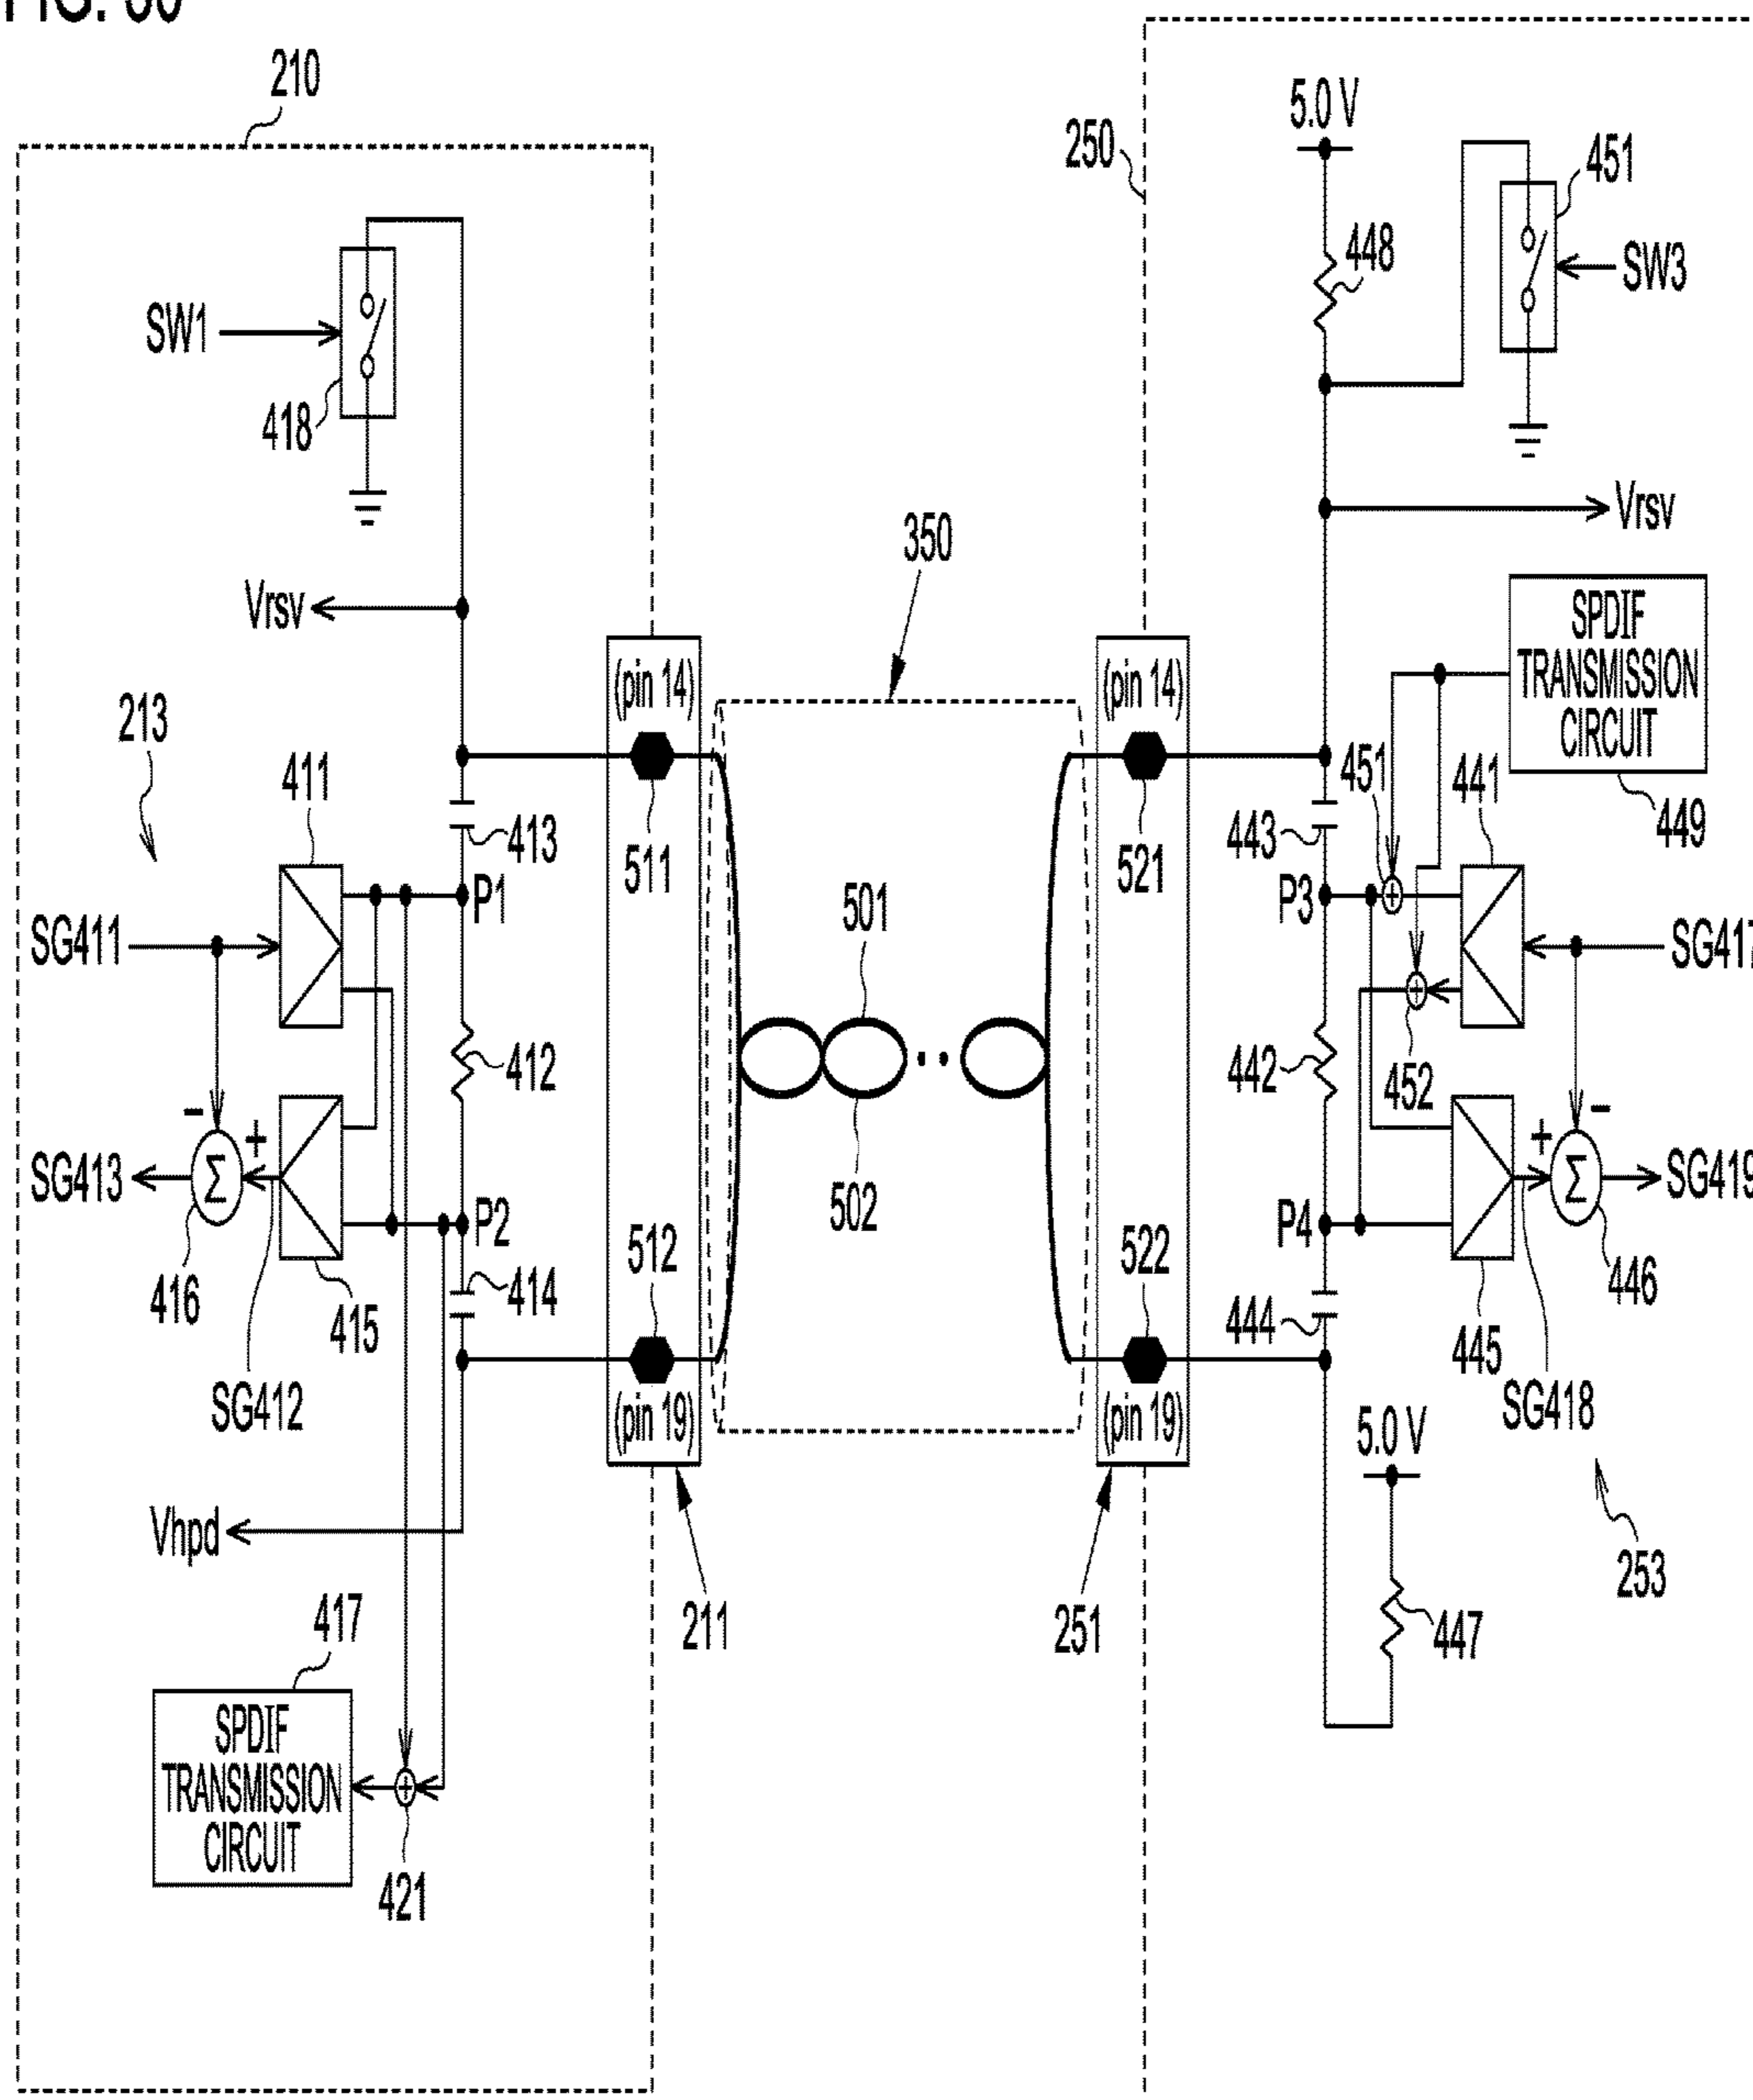 210
5.0 V
250
451
448
SW3
SW1
418
Vrsv
350
Vrsv
SPDIF
TRANSMISSION
CIRCUIT
449
(pin 14)
(pin 14)
213
411
413
511
521
443
451
441
P1
P3
501
SG411
SG417
412
442
452
502
-
+
+
-
SG413
Σ
Σ
SG419
P2
P4
512
522
416
415
414
444
445
446
SG412
SG418
(pin 19)
(pin 19)
5.0 V
Vhpd
211
251
447
253
417
SPDIF
TRANSMISSION
CIRCUIT
421